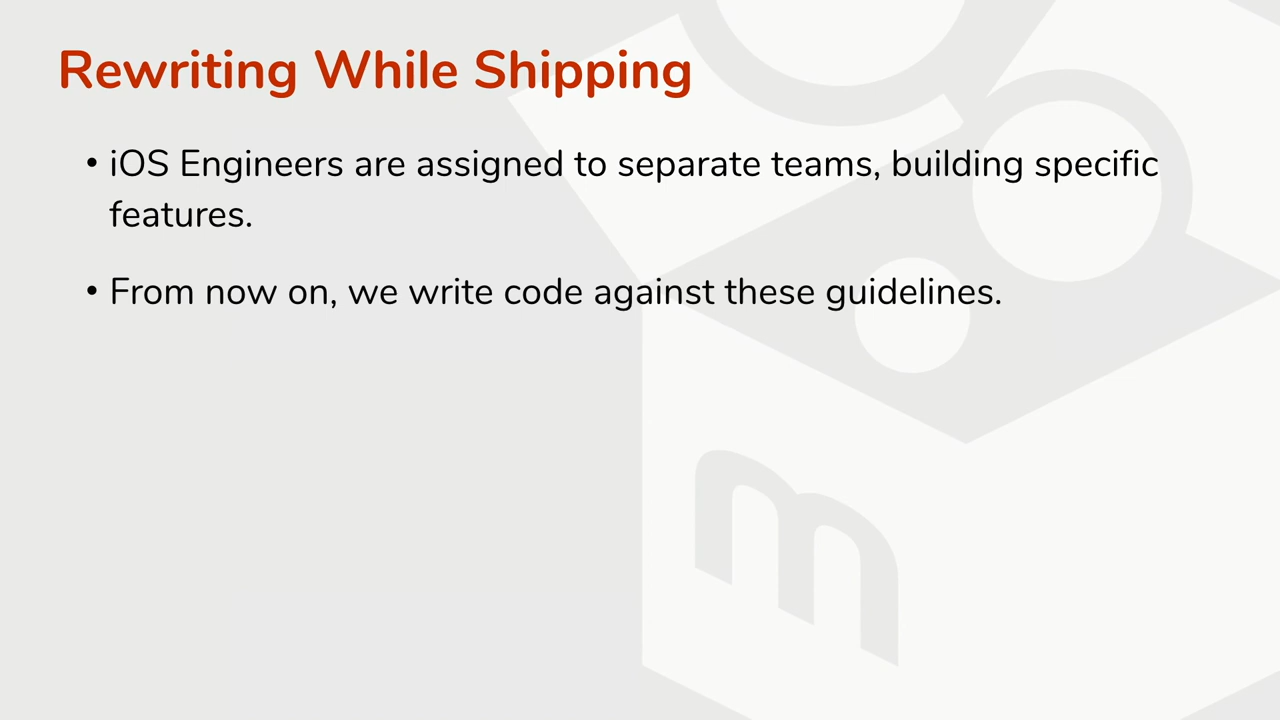 Rewriting While Shipping
• iOS Engineers are assigned to separate teams, building specific
features.
• From now on, we write code against these guidelines.
m